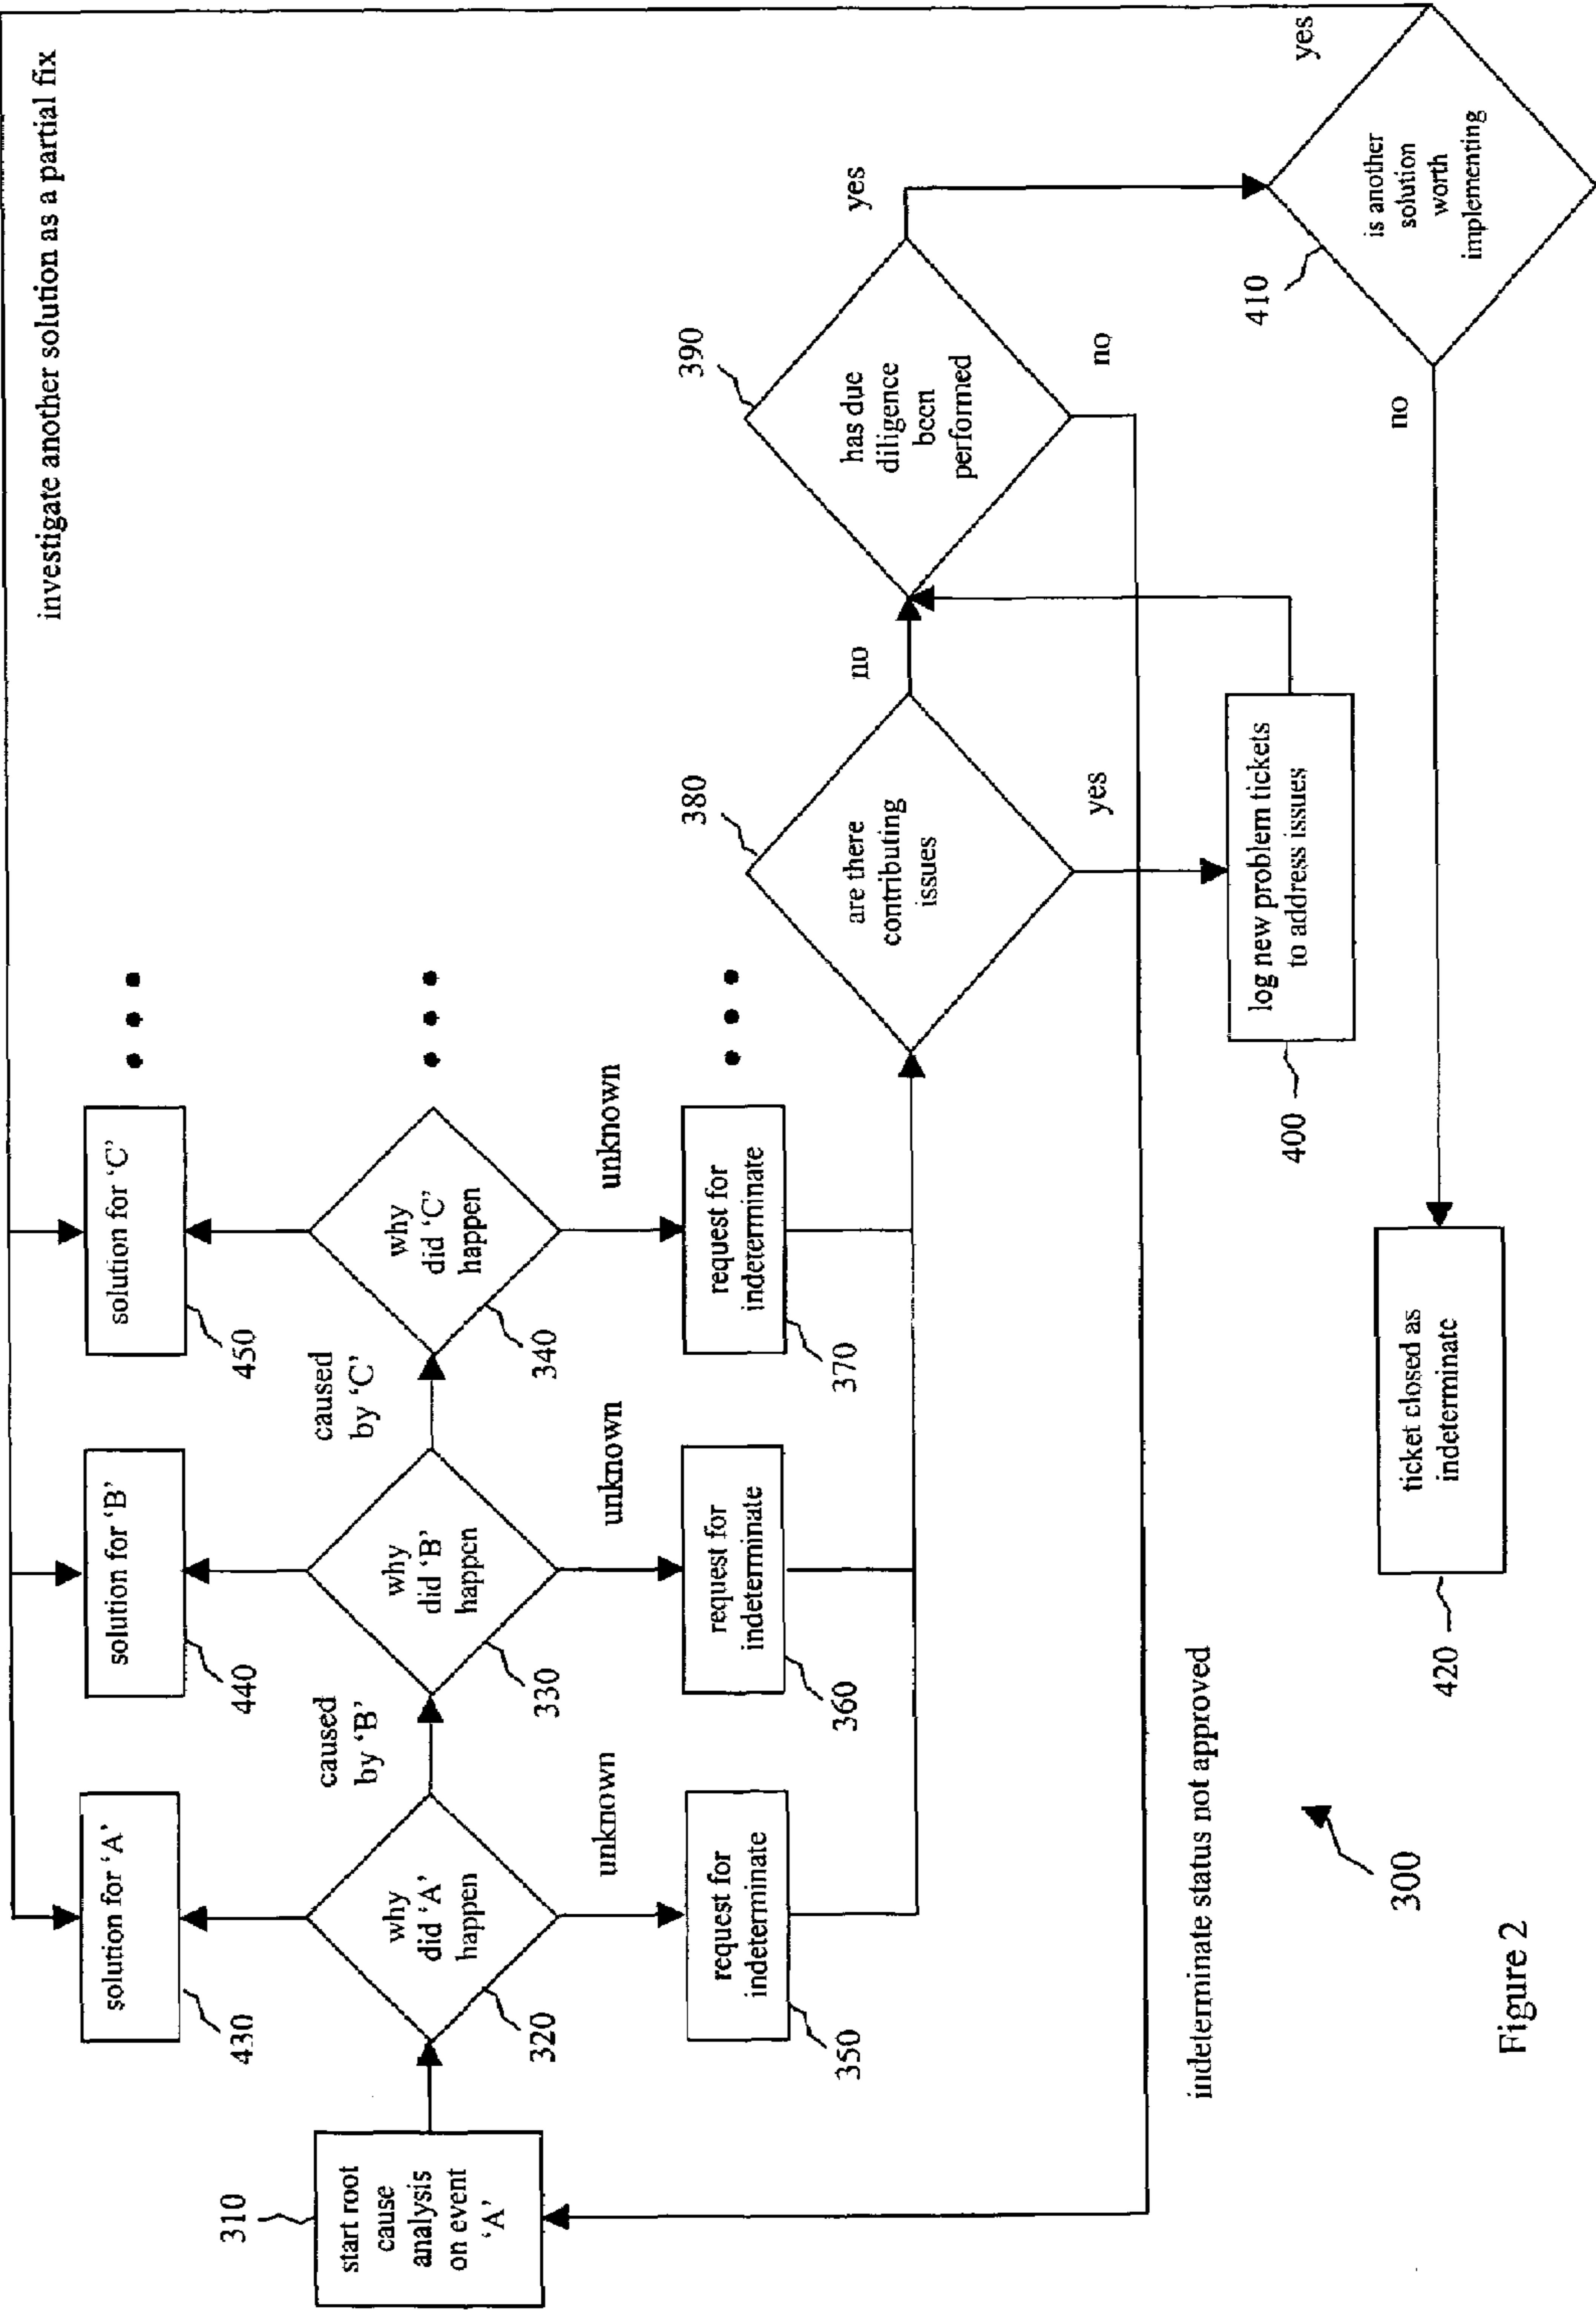 investigate another solution as a partial fix
solution for ‘A’
430
solution for ‘B’
440
solution for ‘C’
450
310
start root
cause
analysis
on event
‘A’
why
did ‘A’
happen
320
caused
by ‘B’
why
did ‘B’
happen
330
caused
by ‘C’
why
did ‘C’
happen
340
unknown
unknown
unknown
request for
indeterminate
350
request for
indeterminate
360
request for
indeterminate
370
380
are there
contributing
issues
no
yes
390
has due
diligence
been
performed
yes
no
log new problem tickets
to address issues
400
indeterminate status not approved
410
is another
solution
worth
implementing
yes
no
ticket closed as
indeterminate
420
300
Figure 2